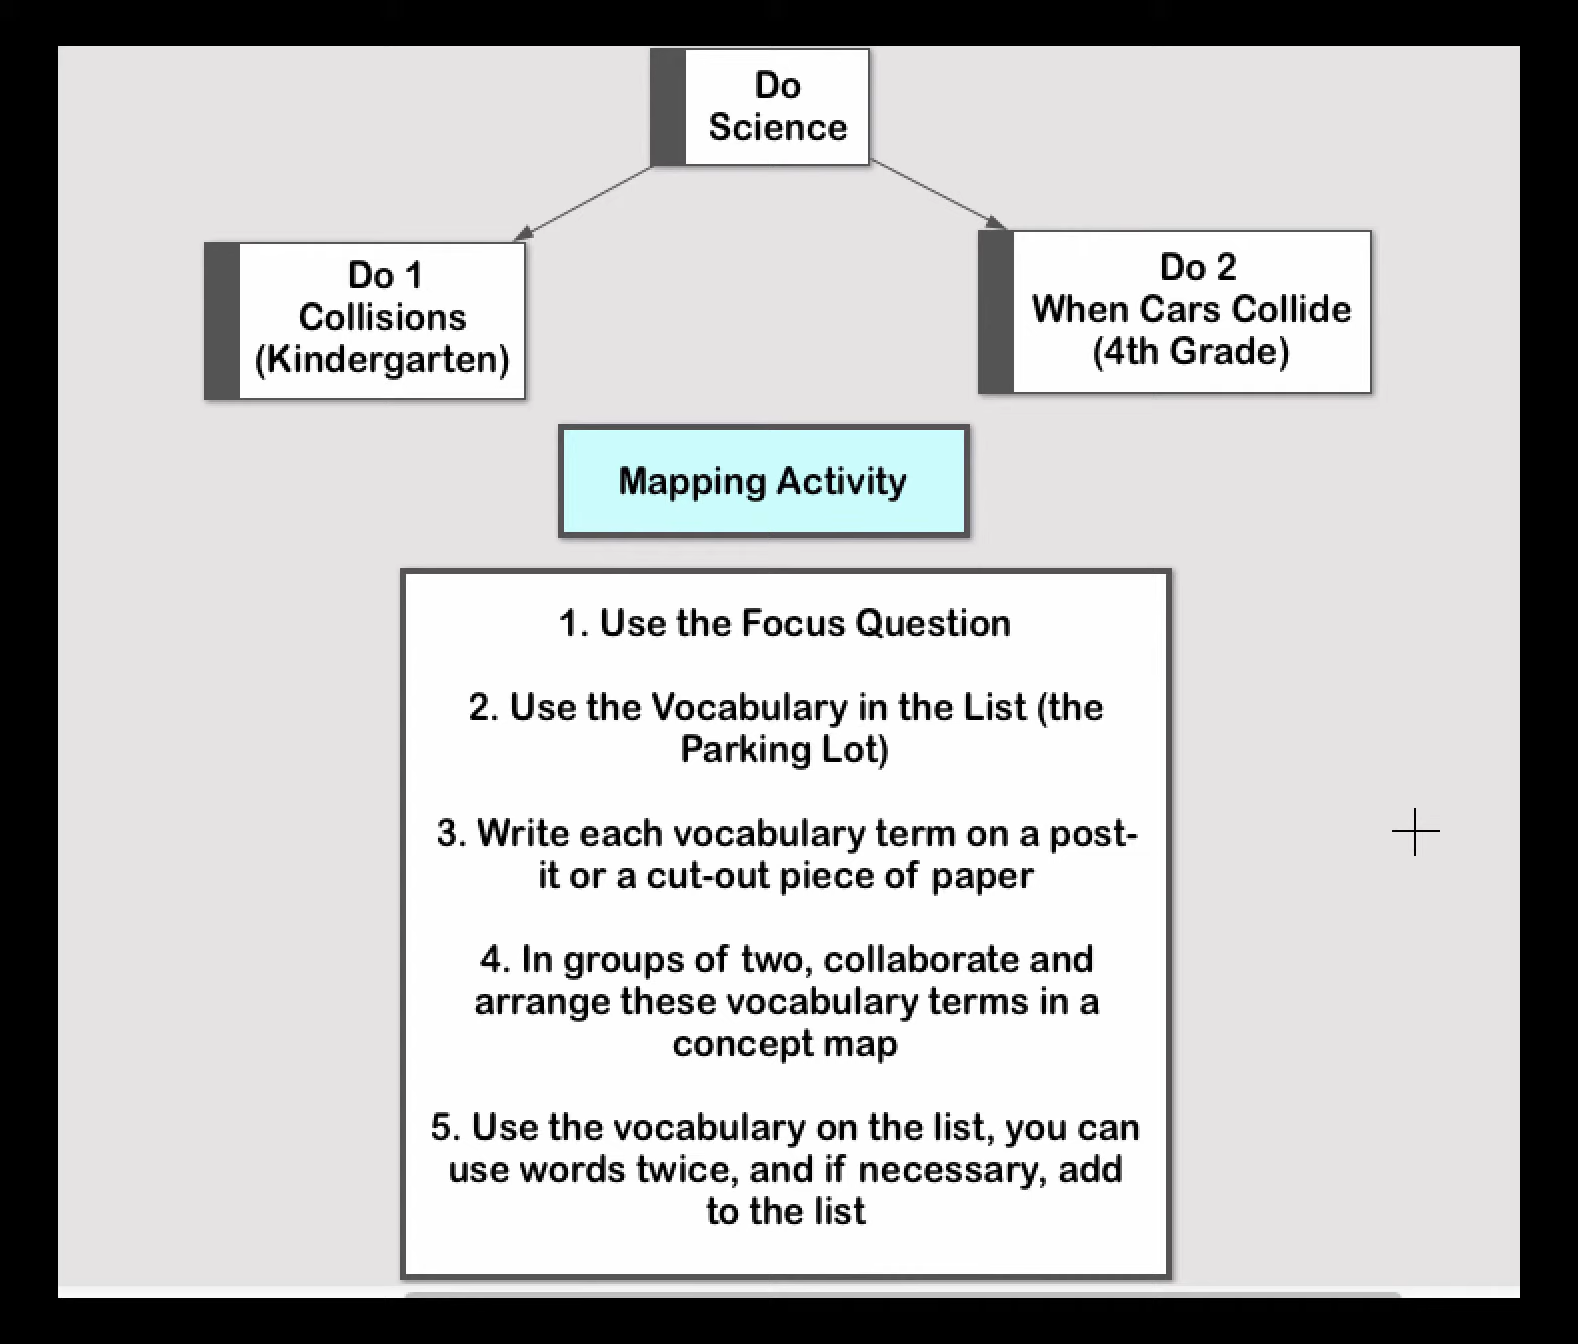 Do
Science
Do 1
Collisions
(Kindergarten)
Do 2
When Cars Collide
(4th Grade)
Mapping Activity
1. Use the Focus Question
2. Use the Vocabulary in the List (the
Parking Lot)
3. Write each vocabulary term on a post-
it or a cut-out piece of paper
4. In groups of two, collaborate and
arrange these vocabulary terms in a
concept map
5. Use the vocabulary on the list, you can
use words twice, and if necessary, add
to the list